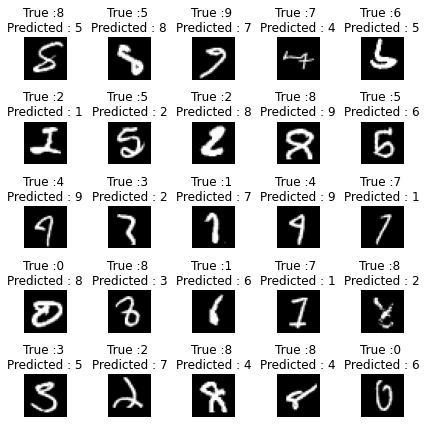 True :8 True :5 True :9 True :7 True :6
Predicted : 5 Predicted : 8 Predicted : 7 Predicted : 4 Predicted : 5
True :2 True :5 True :2 True :8 True :5
Predicted : 1 Predicted : 2 Predicted : 8 Predicted : 9 Predicted : 6
True :4 True :3 True :1 True :4 True :7
Predicted : 9 Predicted : 2 Predicted : 7 Predicted : 9 Predicted : 1
True :0 True :8 True :1 True :7 True :8
Predicted : 8 Predicted : 3 Predicted : 6 Predicted : 1 Predicted : 2
True :3 True :2 True :8 True :8 True :0
Predicted : 5 Predicted : 7 Predicted : 4 Predicted : 4 Predicted : 6